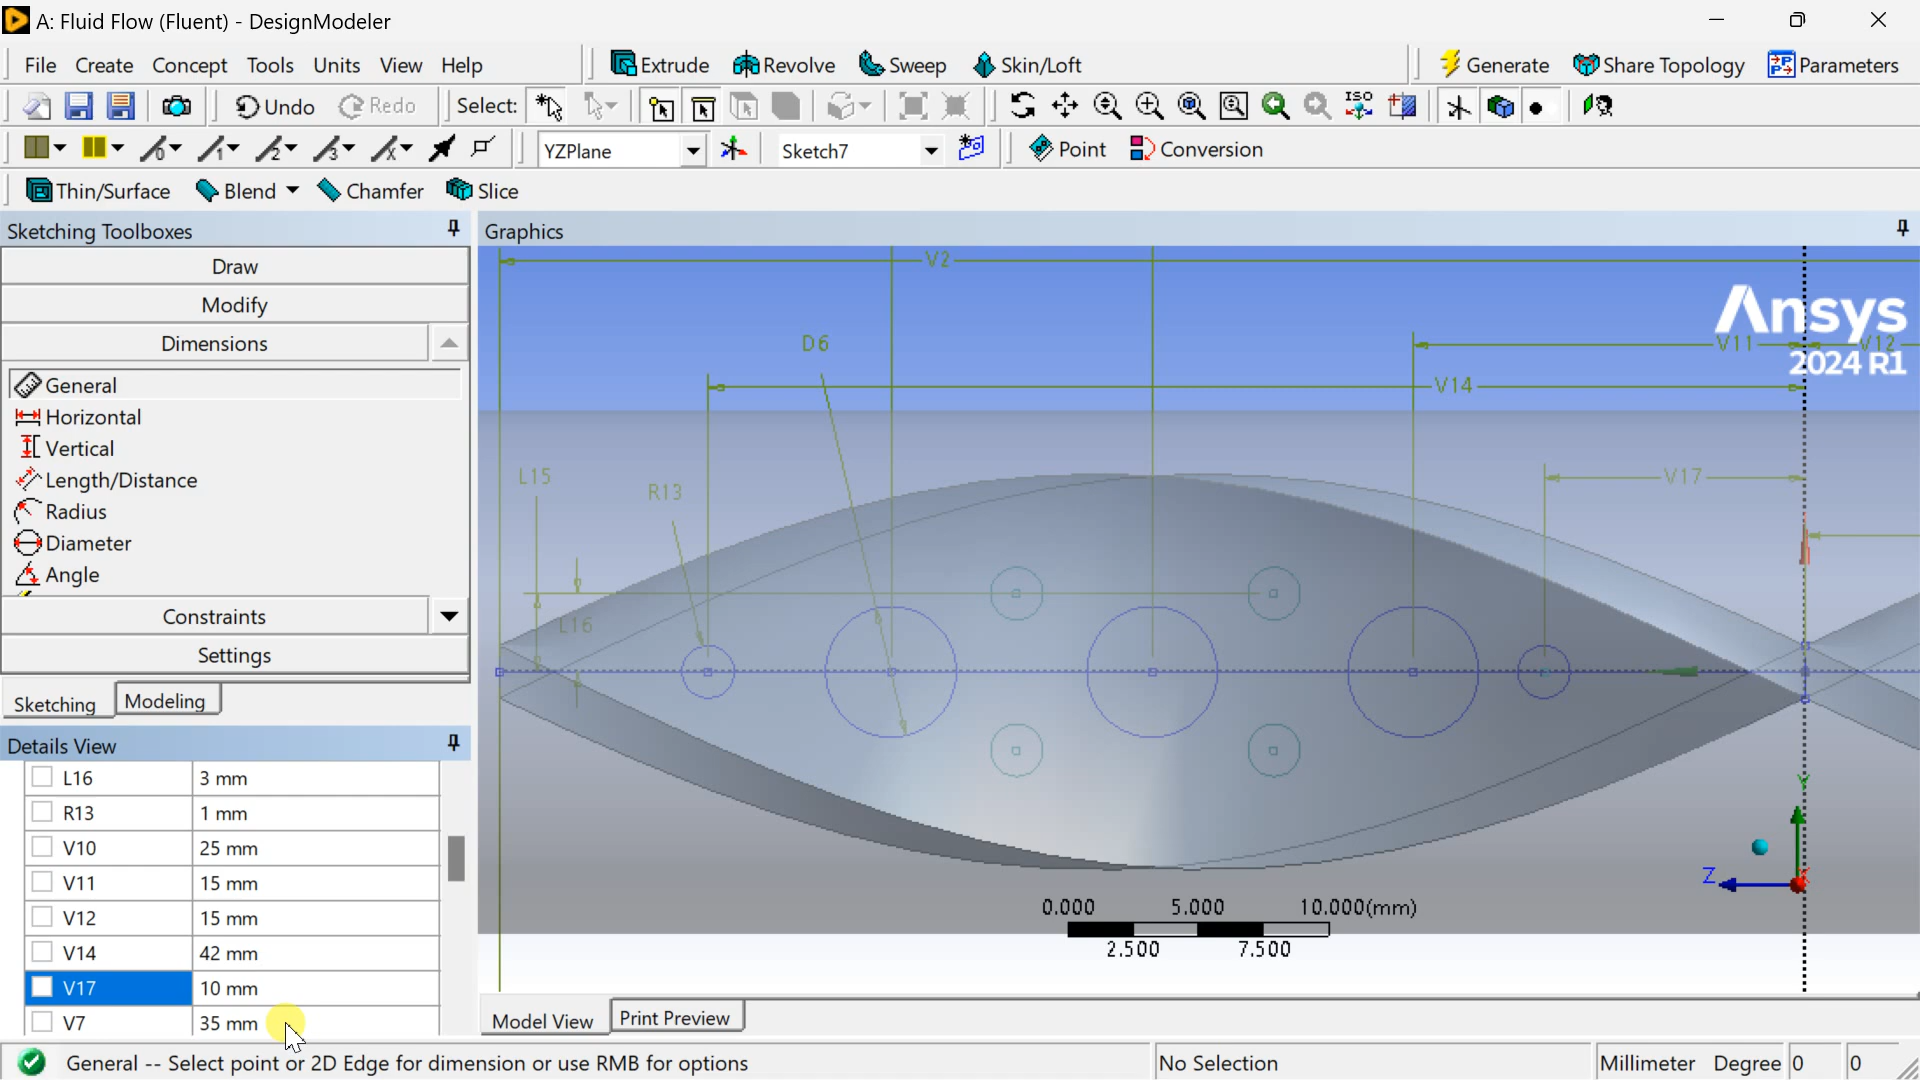 A: Fluid Flow (Fluent) - DesignModeler
File Create Concept Tools Units View Help
Extrude Revolve Sweep Skin/Loft
Generate Share Topology Parameters
Undo Redo Select: ISO
YZPlane Sketch7 Point Conversion
Thin/Surface Blend Chamfer Slice
Sketching Toolboxes
Draw
Modify
Dimensions
General
Horizontal
Vertical
Length/Distance
Radius
Diameter
Angle
Constraints
Settings
Sketching Modeling
Details View
L16 3 mm
R13 1 mm
V10 25 mm
V11 15 mm
V12 15 mm
V14 42 mm
V17 10 mm
V7 35 mm
Graphics
V2
Ansys
2024 R1
D6
V11 V12
V14
L15
R13
V17
L16
Y
Z
X
0.000 5.000 10.000(mm)
2.500 7.500
Model View Print Preview
General -- Select point or 2D Edge for dimension or use RMB for options
No Selection
Millimeter Degree 0 0